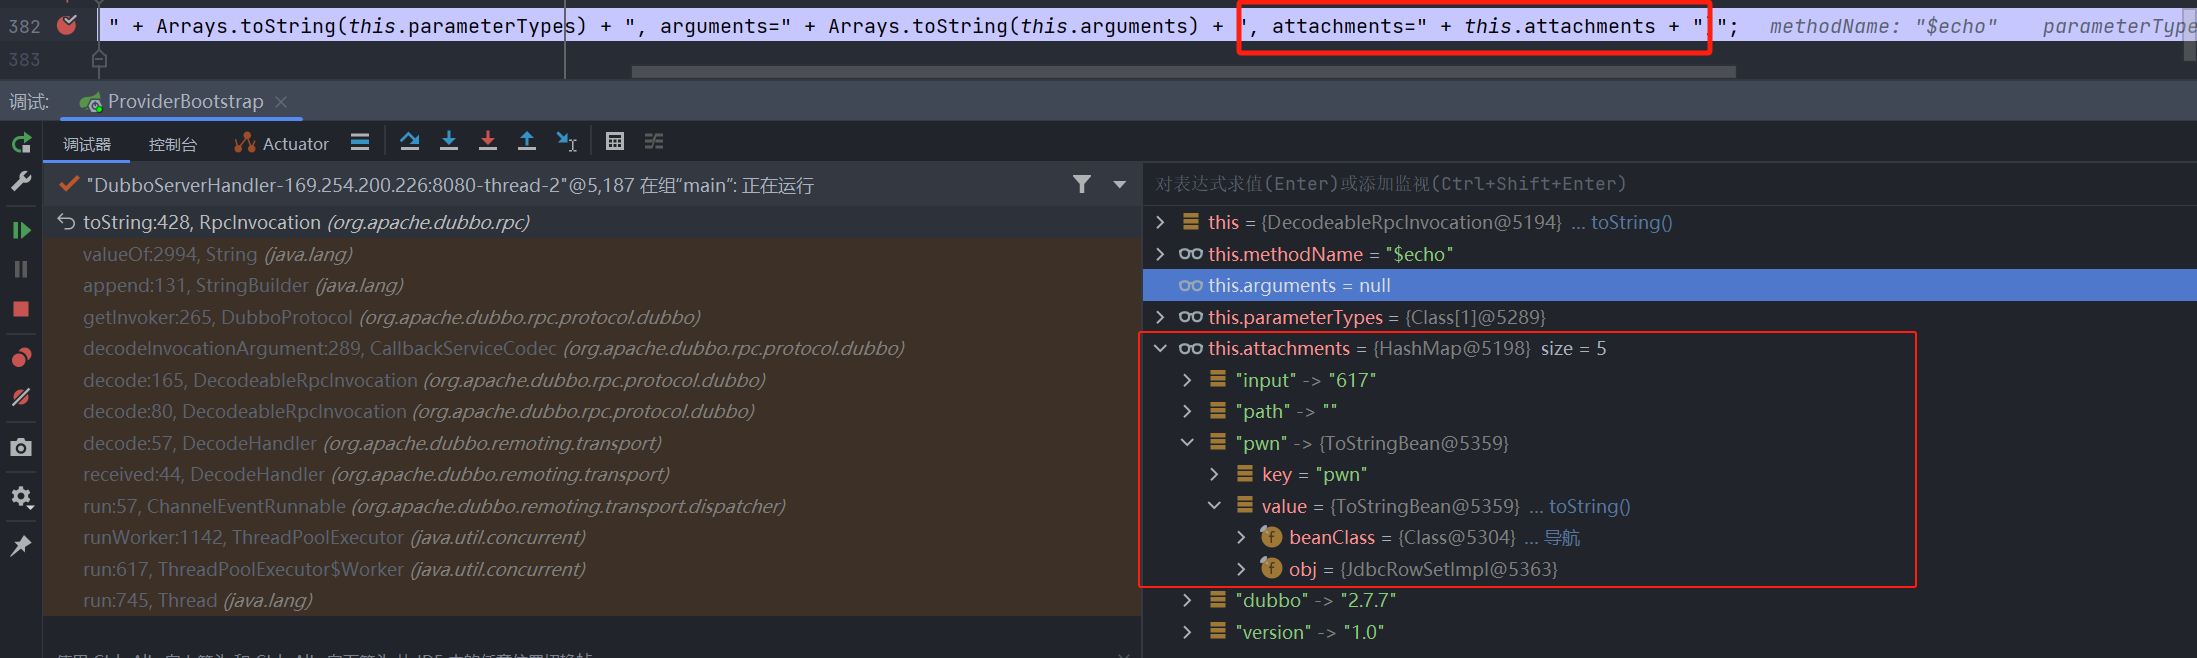 382 " + Arrays.toString(this.parameterTypes) + ", arguments=" + Arrays.toString(this.arguments) + ", attachments=" + this.attachments + "]"; methodName: "$echo" parameterType
383
调试: ProviderBootstrap
调试器 控制台 Actuator
"DubboServerHandler-169.254.200.226:8080-thread-2"@5,187 在组"main": 正在运行
toString:428, RpcInvocation (org.apache.dubbo.rpc)
valueOf:2994, String (java.lang)
append:131, StringBuilder (java.lang)
getInvoker:265, DubboProtocol (org.apache.dubbo.rpc.protocol.dubbo)
decodeInvocationArgument:289, CallbackServiceCodec (org.apache.dubbo.rpc.protocol.dubbo)
decode:165, DecodeableRpcInvocation (org.apache.dubbo.rpc.protocol.dubbo)
decode:80, DecodeableRpcInvocation (org.apache.dubbo.rpc.protocol.dubbo)
decode:57, DecodeHandler (org.apache.dubbo.remoting.transport)
received:44, DecodeHandler (org.apache.dubbo.remoting.transport)
run:57, ChannelEventRunnable (org.apache.dubbo.remoting.transport.dispatcher)
runWorker:1142, ThreadPoolExecutor (java.util.concurrent)
run:617, ThreadPoolExecutor$Worker (java.util.concurrent)
run:745, Thread (java.lang)
对表达式求值(Enter)或添加监视(Ctrl+Shift+Enter)
this = {DecodeableRpcInvocation@5194} ... toString()
this.methodName = "$echo"
this.arguments = null
this.parameterTypes = {Class[1]@5289}
this.attachments = {HashMap@5198} size = 5
"input" -> "617"
"path" -> ""
"pwn" -> {ToStringBean@5359}
key = "pwn"
value = {ToStringBean@5359} ... toString()
beanClass = {Class@5304} ... 导航
obj = {JdbcRowSetImpl@5363}
"dubbo" -> "2.7.7"
"version" -> "1.0"